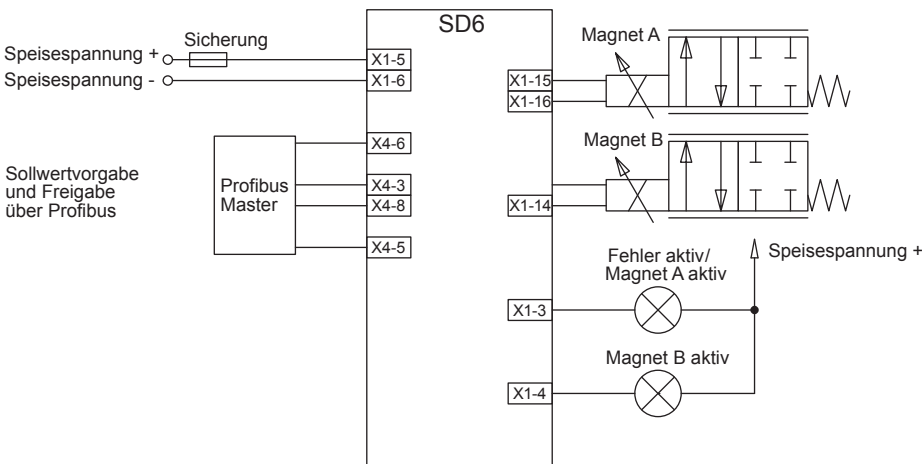 SD6
Speisespannung +
Sicherung
X1-5
Speisespannung -
X1-6
Magnet A
X1-15
X1-16
Magnet B
X1-14
X4-6
Sollwertvorgabe
und Freigabe
über Profibus
Profibus
Master
X4-3
X4-8
X4-5
Speisespannung +
Fehler aktiv/
Magnet A aktiv
X1-3
Magnet B aktiv
X1-4